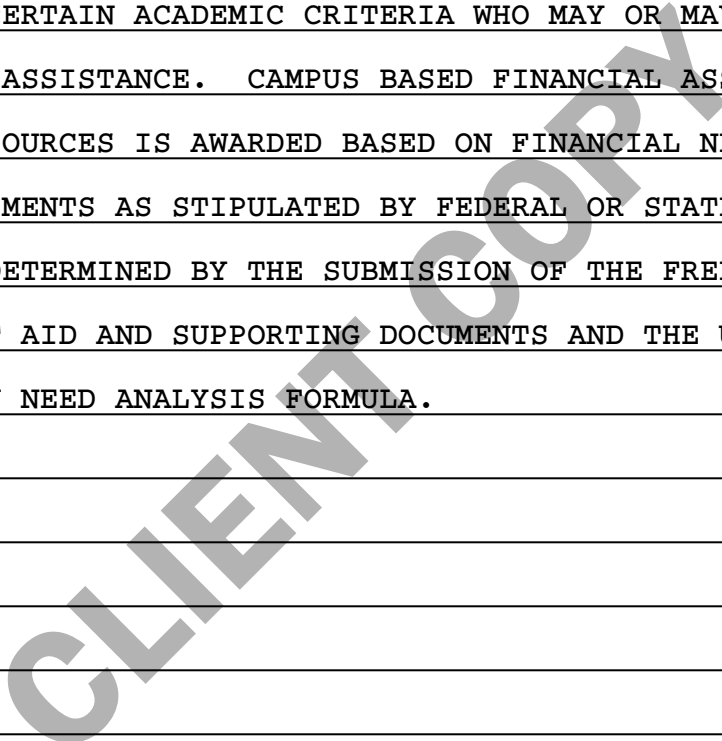 ERTAIN ACADEMIC CRITERIA WHO MAY OR MAY
ASSISTANCE. CAMPUS BASED FINANCIAL ASS
OURCES IS AWARDED BASED ON FINANCIAL N
MENTS AS STIPULATED BY FEDERAL OR STAT
DETERMINED BY THE SUBMISSION OF THE FRE
AID AND SUPPORTING DOCUMENTS AND THE
NEED ANALYSIS FORMULA.
CLIENT COPY